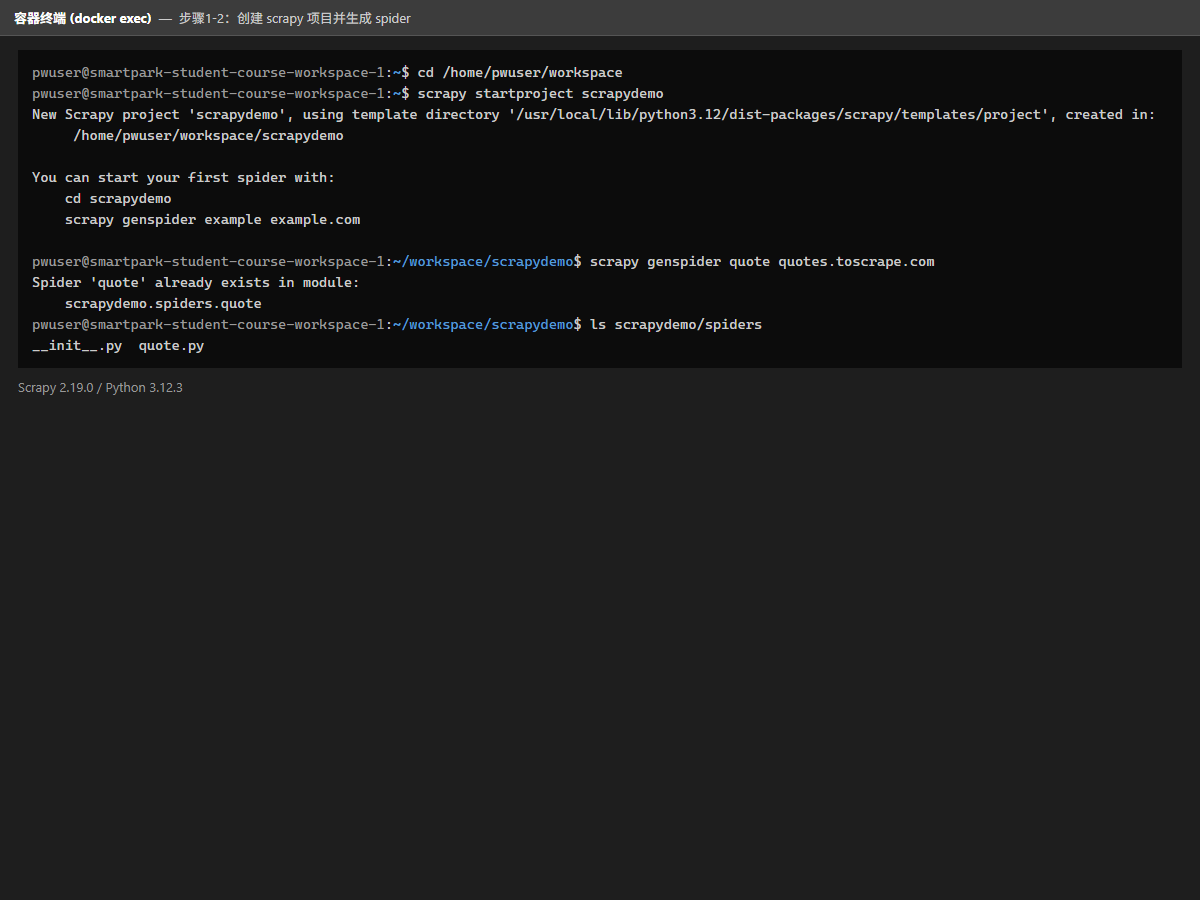 容器终端 (docker exec) — 步骤1-2：创建 scrapy 项目并生成 spider
pwuser@smartpark-student-course-workspace-1:~$ cd /home/pwuser/workspace
pwuser@smartpark-student-course-workspace-1:~$ scrapy startproject scrapydemo
New Scrapy project 'scrapydemo', using template directory '/usr/local/lib/python3.12/dist-packages/scrapy/templates/project', created in:
     /home/pwuser/workspace/scrapydemo
You can start your first spider with:
    cd scrapydemo
    scrapy genspider example example.com
pwuser@smartpark-student-course-workspace-1:~/workspace/scrapydemo$ scrapy genspider quote quotes.toscrape.com
Spider 'quote' already exists in module:
    scrapydemo.spiders.quote
pwuser@smartpark-student-course-workspace-1:~/workspace/scrapydemo$ ls scrapydemo/spiders
__init__.py  quote.py
Scrapy 2.19.0 / Python 3.12.3